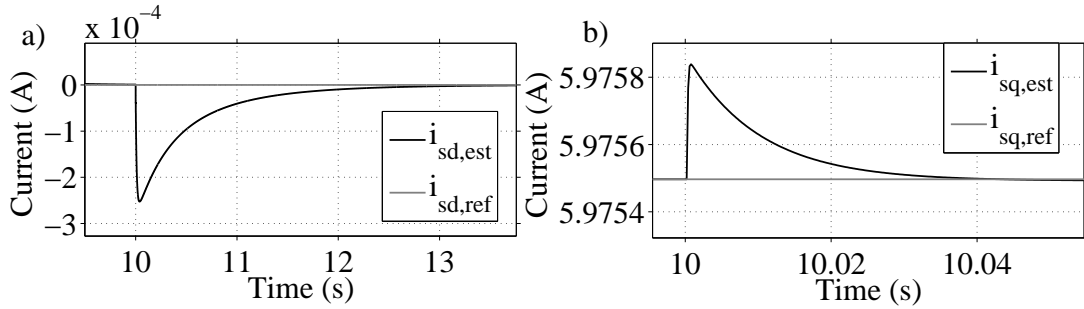 a)
x 10⁻⁴
Current (A)
0
−1
−2
−3
10
11
12
13
Time (s)
i_sd,est
i_sd,ref
b)
Current (A)
5.9758
5.9756
5.9754
10
10.02
10.04
Time (s)
i_sq,est
i_sq,ref